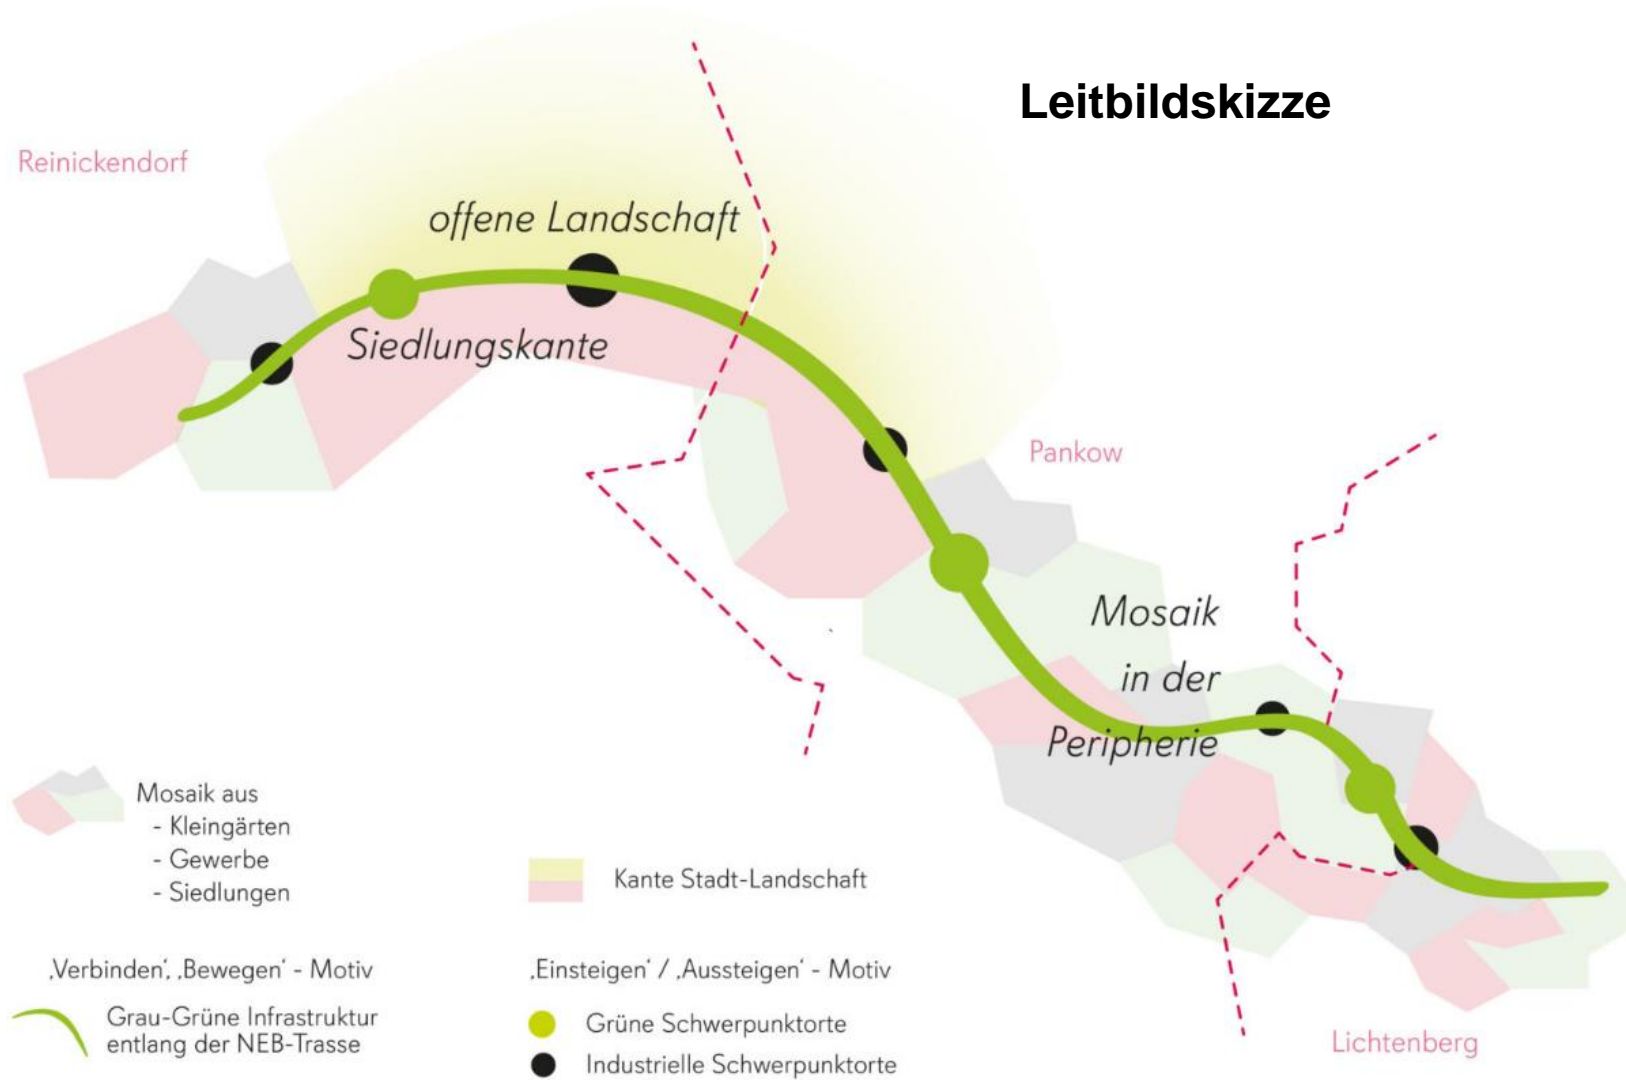 Leitbildskizze
Reinickendorf
offene Landschaft
Siedlungskante
Pankow
Mosaik
in der
Peripherie
Mosaik aus
- Kleingärten
- Gewerbe
- Siedlungen
Kante Stadt-Landschaft
‚Verbinden‘, ‚Bewegen‘ - Motiv
Grau-Grüne Infrastruktur
entlang der NEB-Trasse
‚Einsteigen‘ / ‚Aussteigen‘ - Motiv
Grüne Schwerpunktorte
Industrielle Schwerpunktorte
Lichtenberg